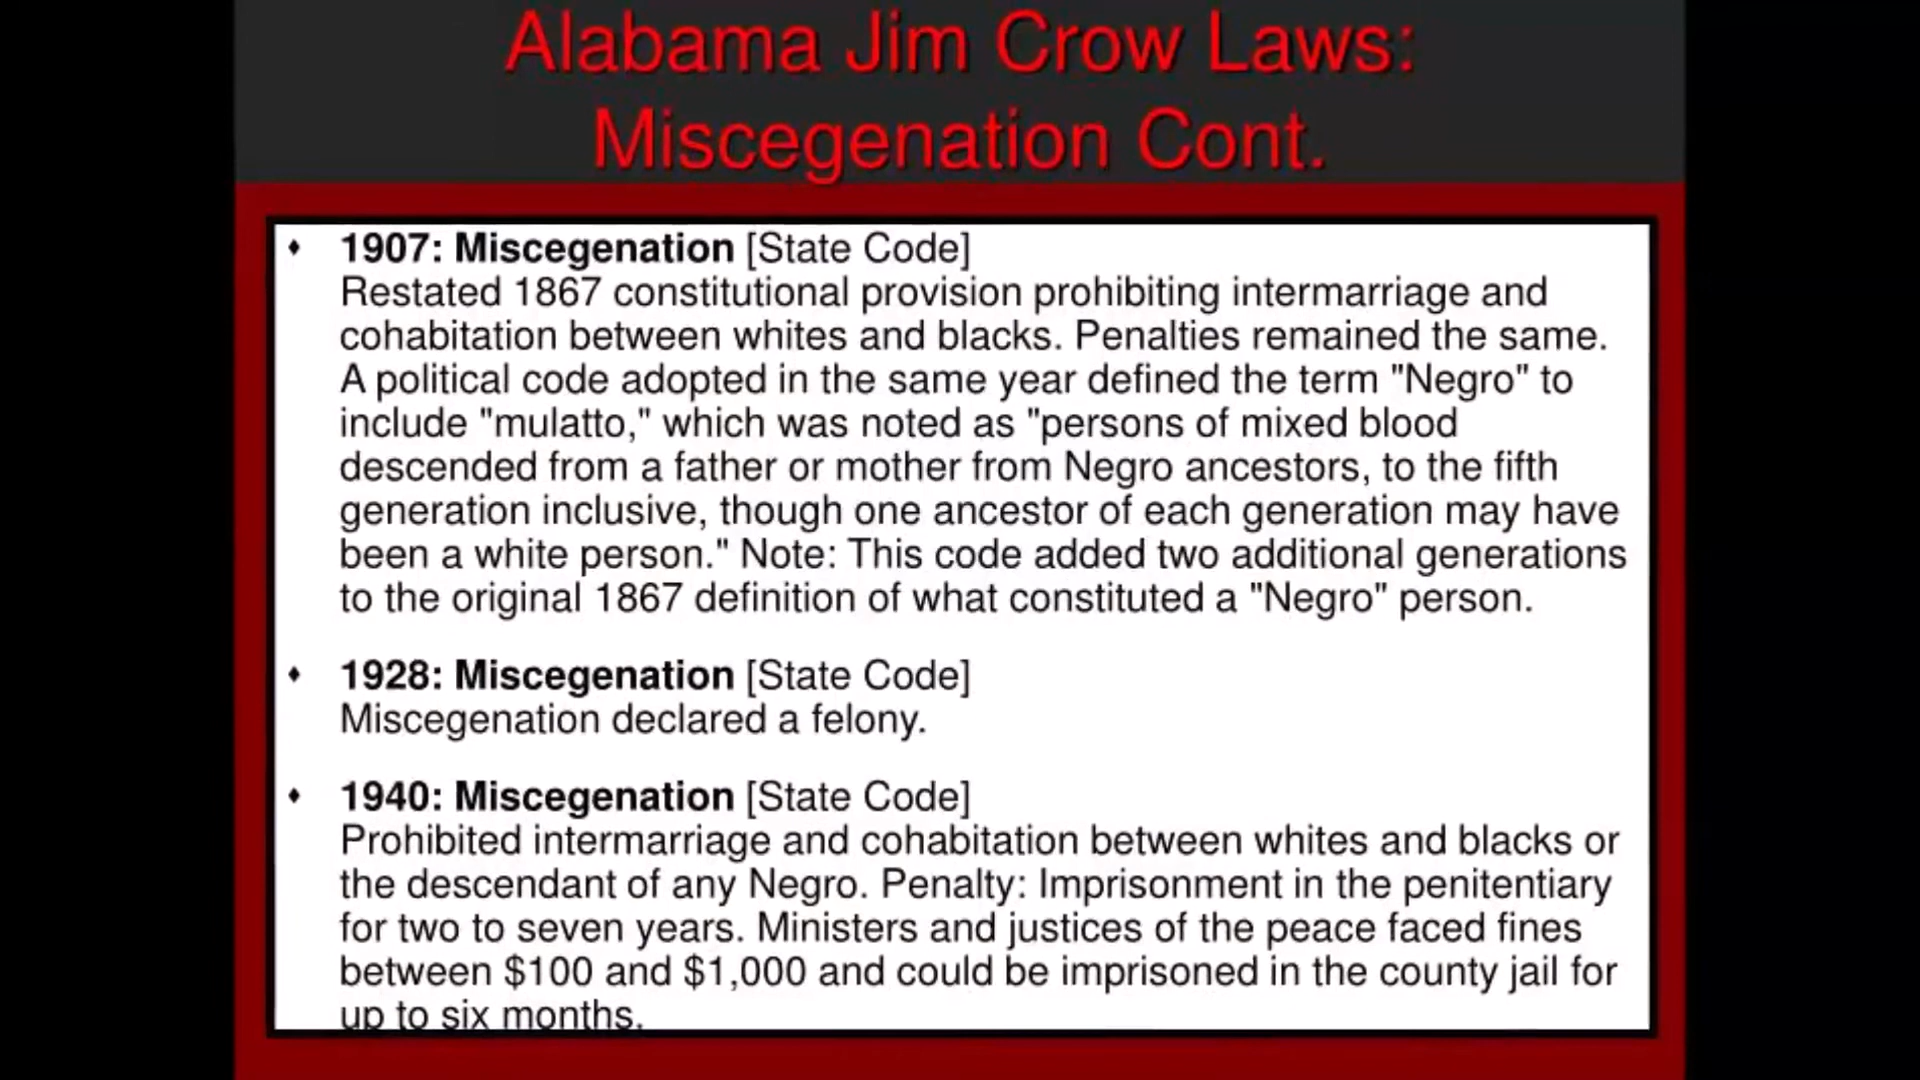 Alabama Jim Crow Laws:
Miscegenation Cont.
♦ 1907: Miscegenation [State Code]
Restated 1867 constitutional provision prohibiting intermarriage and
cohabitation between whites and blacks. Penalties remained the same.
A political code adopted in the same year defined the term "Negro" to
include "mulatto," which was noted as "persons of mixed blood
descended from a father or mother from Negro ancestors, to the fifth
generation inclusive, though one ancestor of each generation may have
been a white person." Note: This code added two additional generations
to the original 1867 definition of what constituted a "Negro" person.
♦ 1928: Miscegenation [State Code]
Miscegenation declared a felony.
♦ 1940: Miscegenation [State Code]
Prohibited intermarriage and cohabitation between whites and blacks or
the descendant of any Negro. Penalty: Imprisonment in the penitentiary
for two to seven years. Ministers and justices of the peace faced fines
between $100 and $1,000 and could be imprisoned in the county jail for
up to six months.